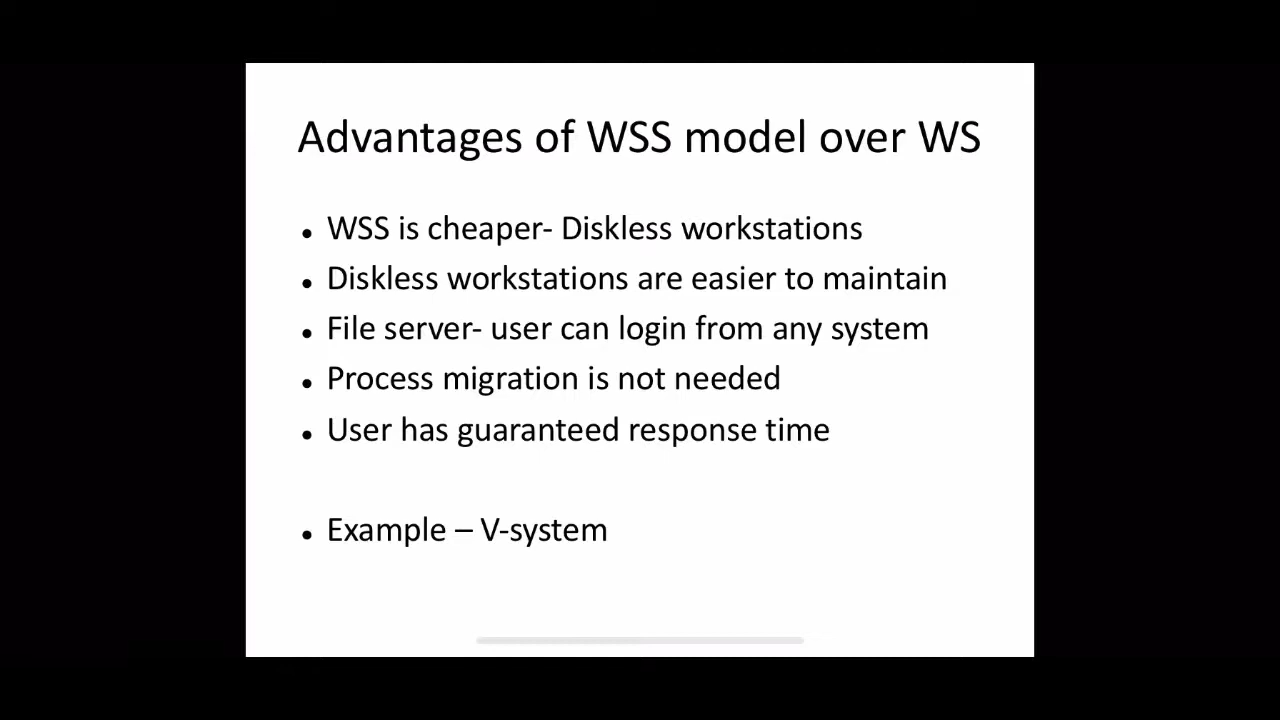 Advantages of WSS model over WS
• WSS is cheaper- Diskless workstations
• Diskless workstations are easier to maintain
• File server- user can login from any system
• Process migration is not needed
• User has guaranteed response time
• Example – V-system